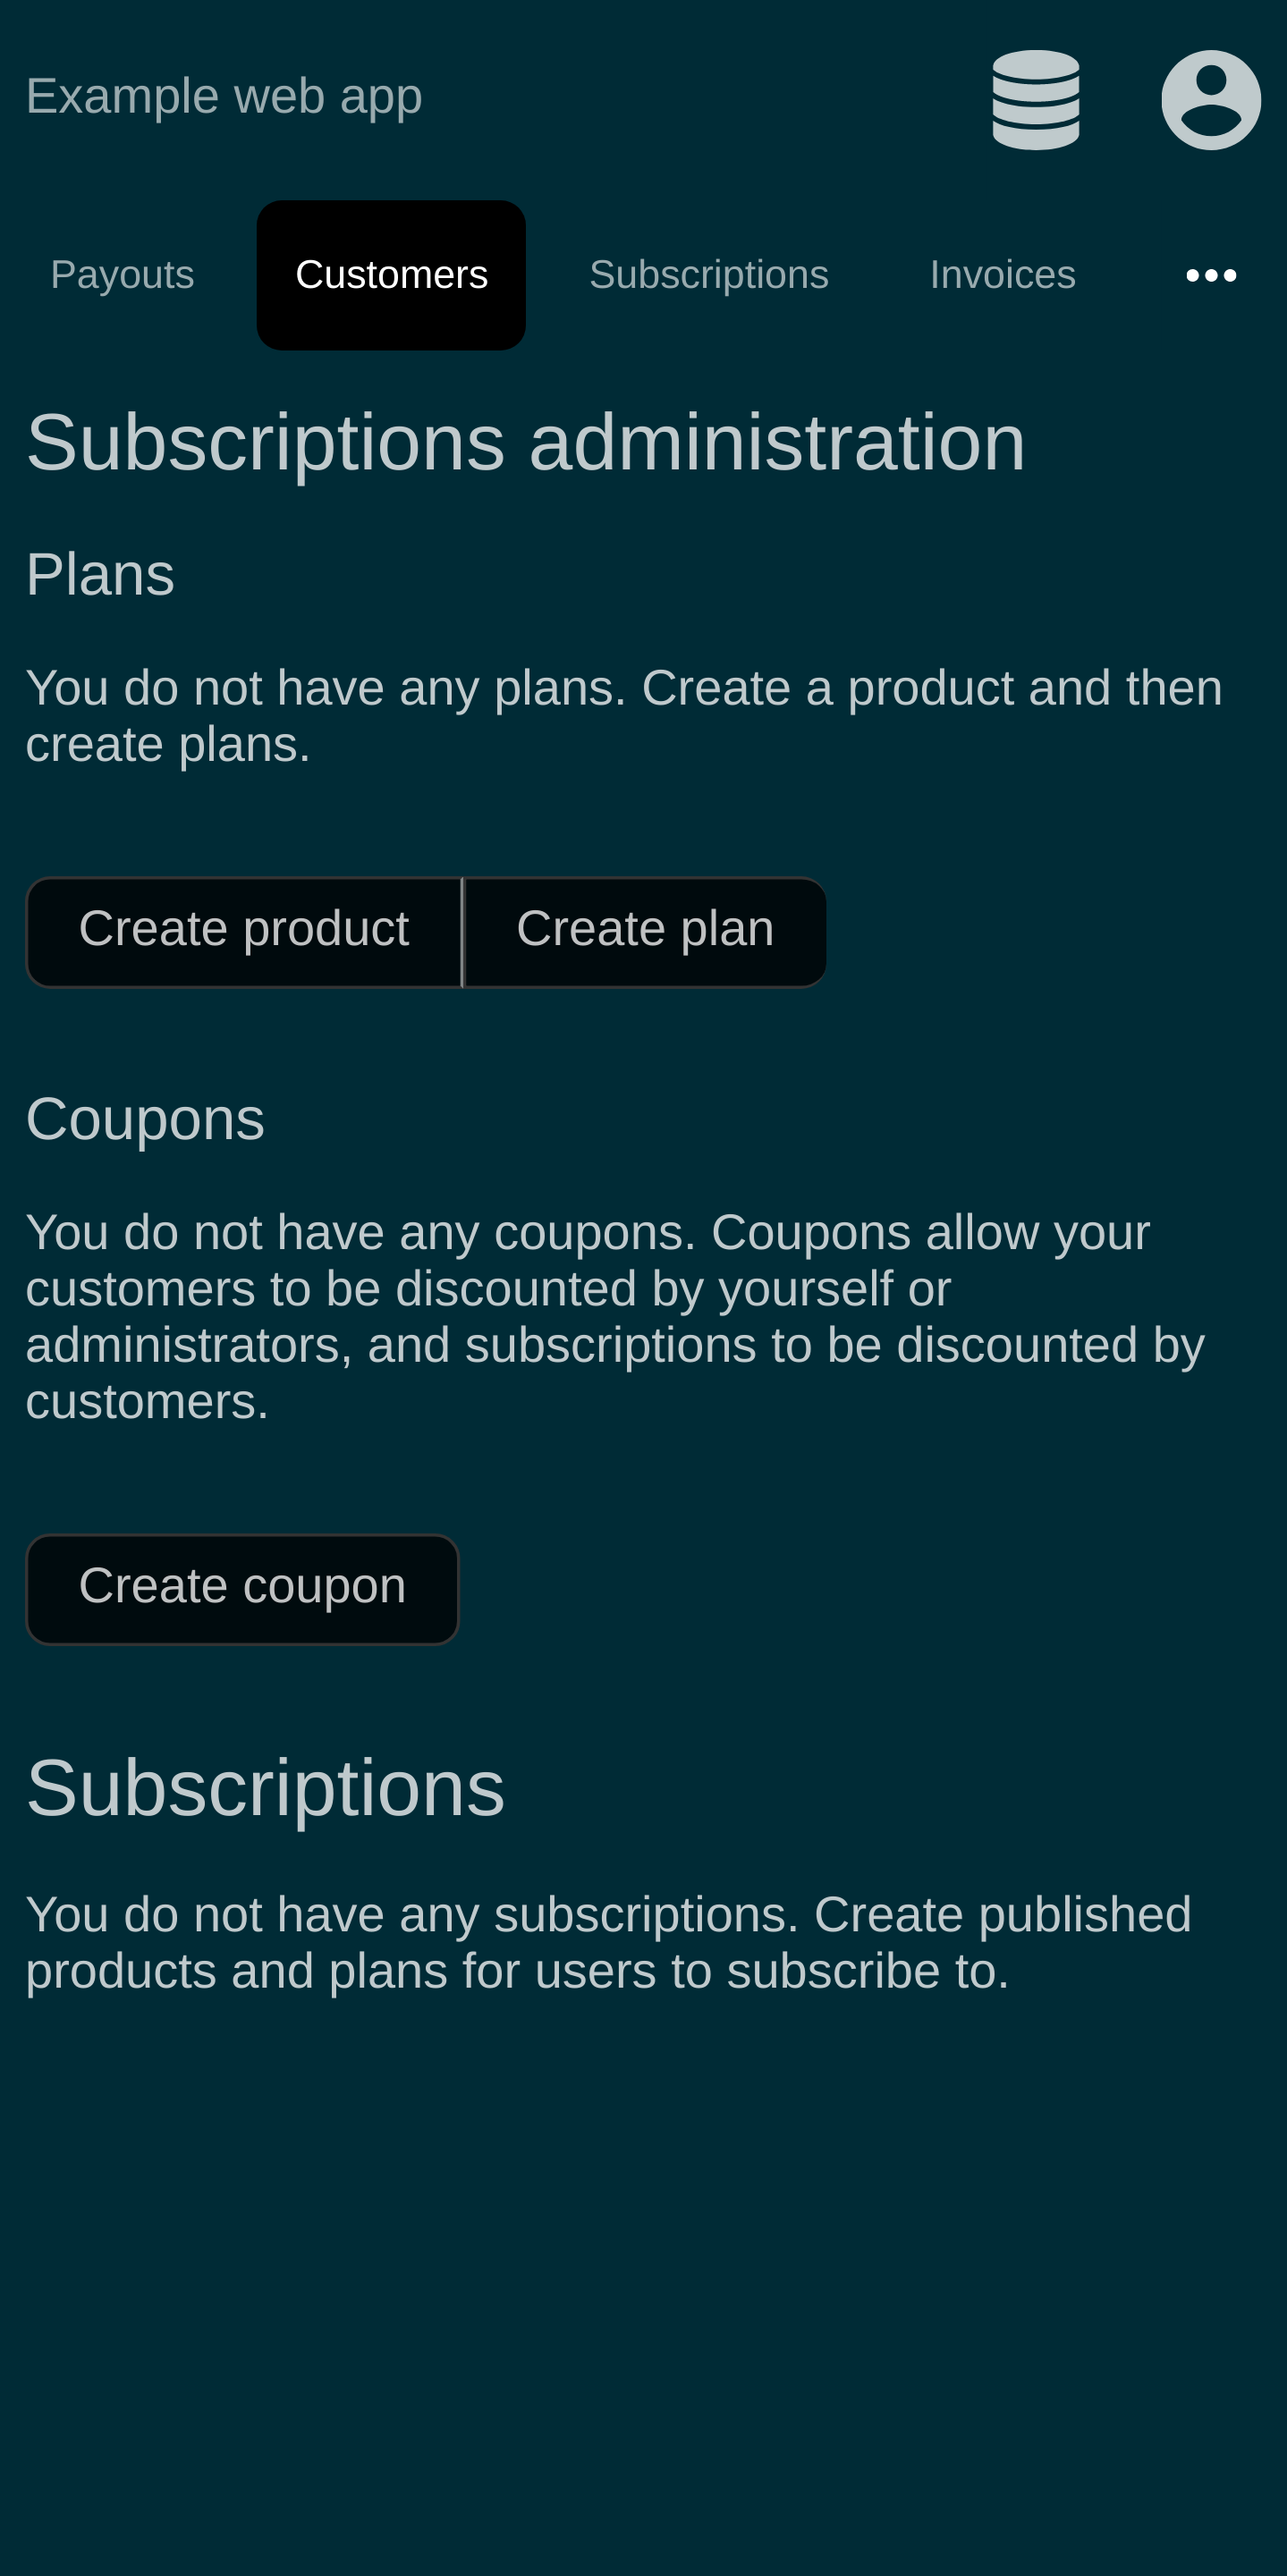 Example web app
Payouts Customers Subscriptions Invoices
Subscriptions administration
Plans
You do not have any plans. Create a product and then
create plans.
Create product Create plan
Coupons
You do not have any coupons. Coupons allow your
customers to be discounted by yourself or
administrators, and subscriptions to be discounted by
customers.
Create coupon
Subscriptions
You do not have any subscriptions. Create published
products and plans for users to subscribe to.